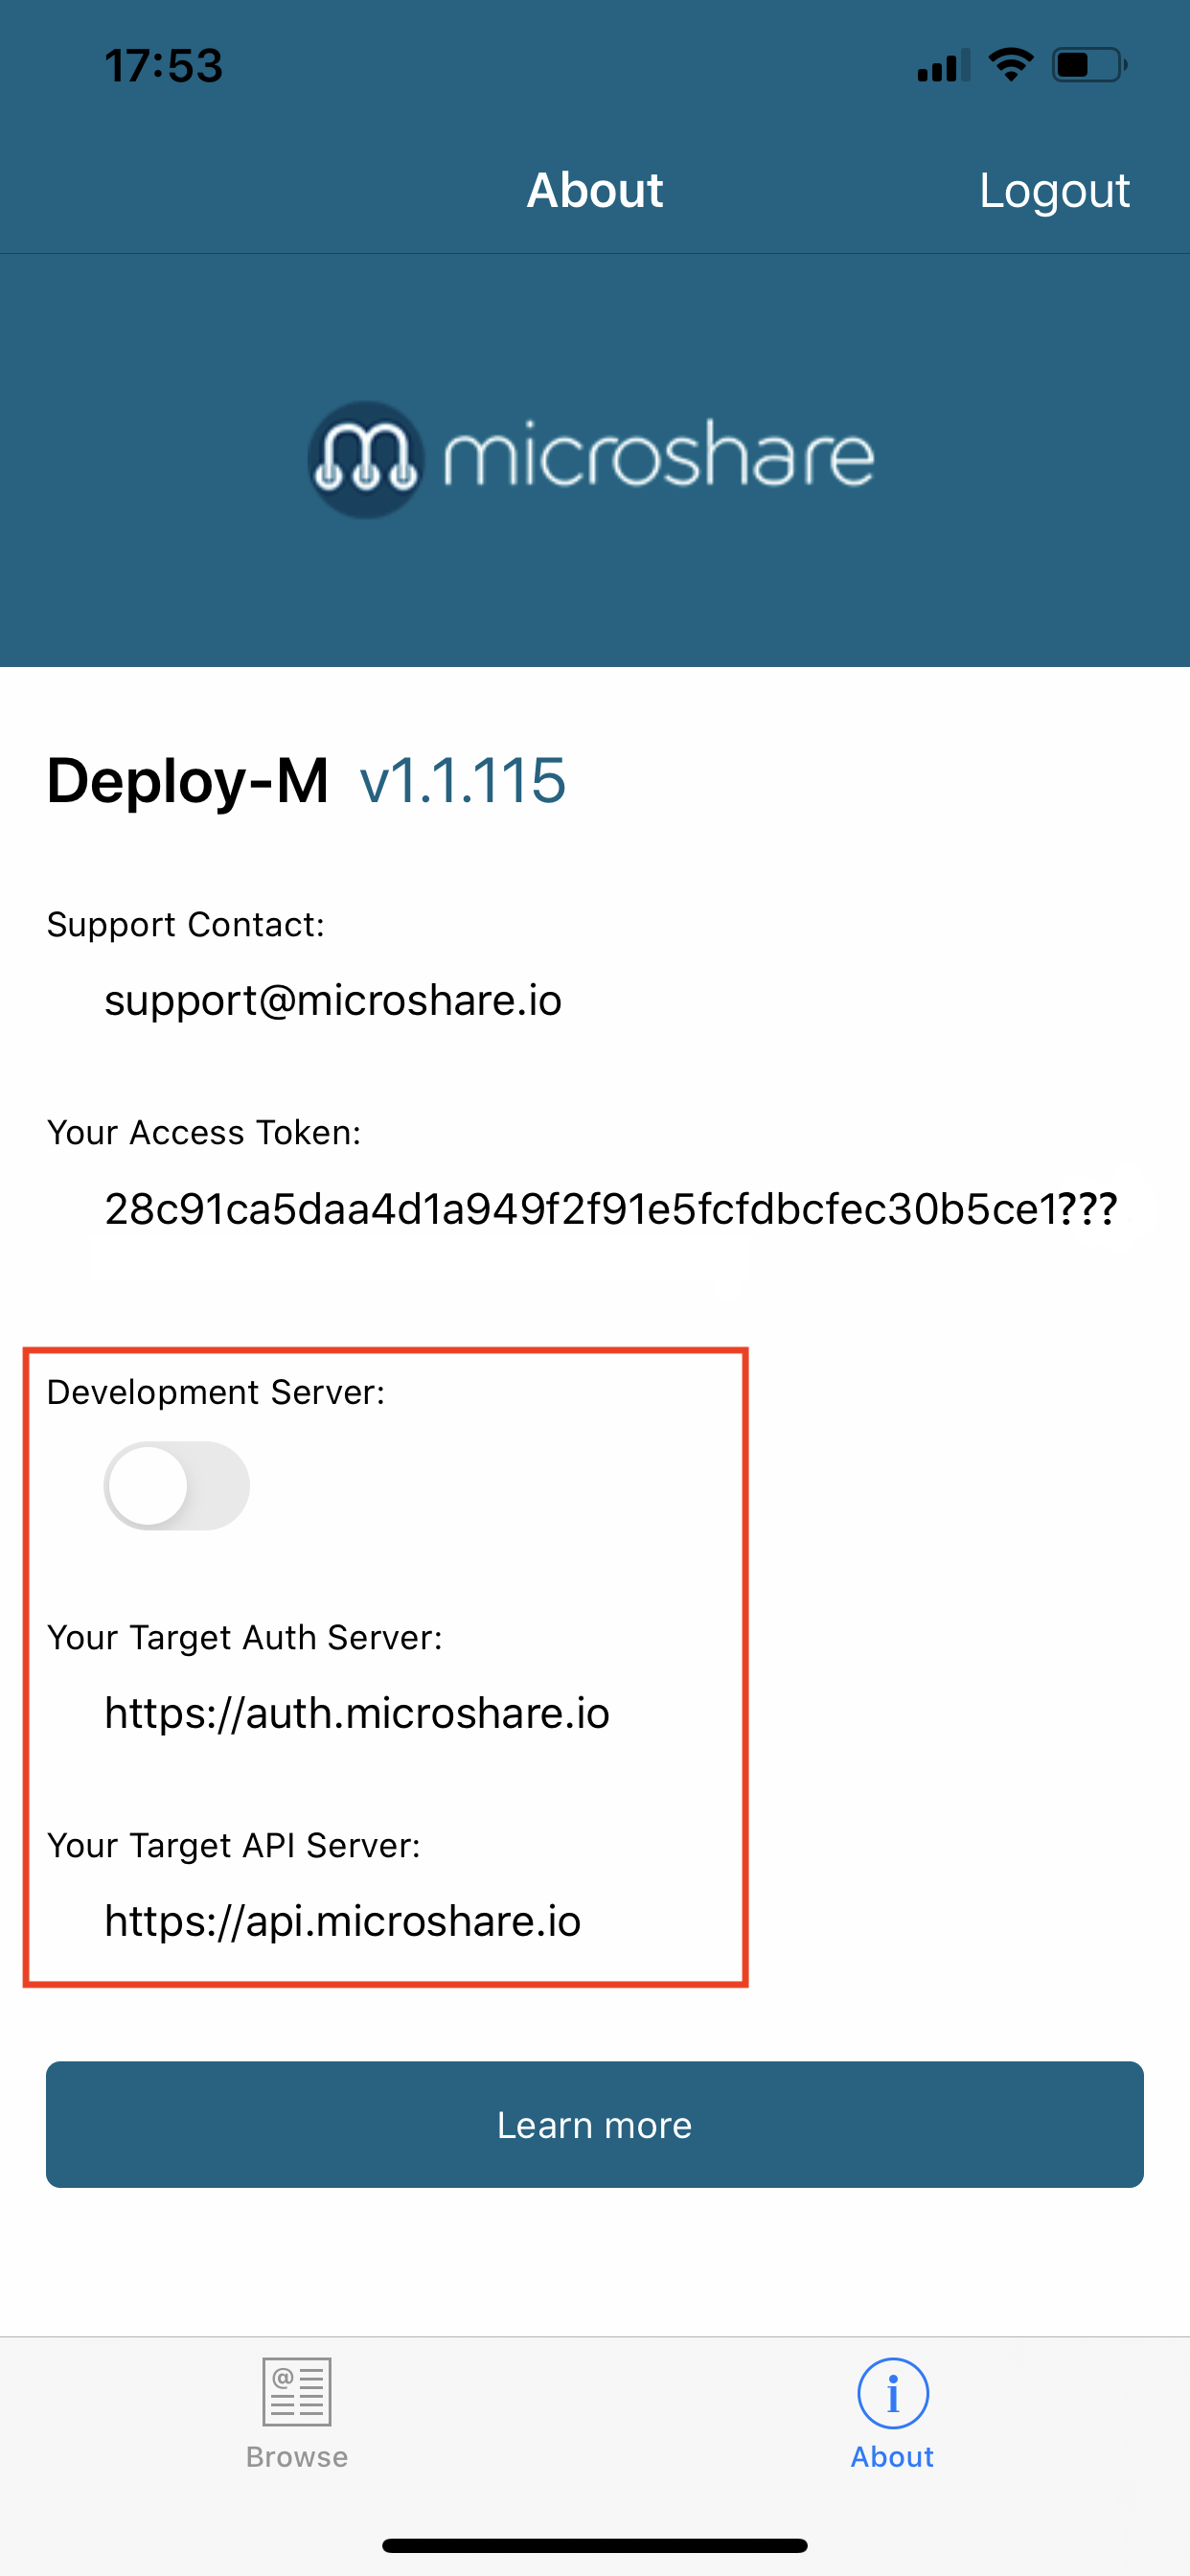 17:53
About
Logout
microshare
Deploy-M v1.1.115
Support Contact:
support@microshare.io
Your Access Token:
28c91ca5daa4d1a949f2f91e5fcfdbcfec30b5ce1???
Development Server:
Your Target Auth Server:
https://auth.microshare.io
Your Target API Server:
https://api.microshare.io
Learn more
Browse
About